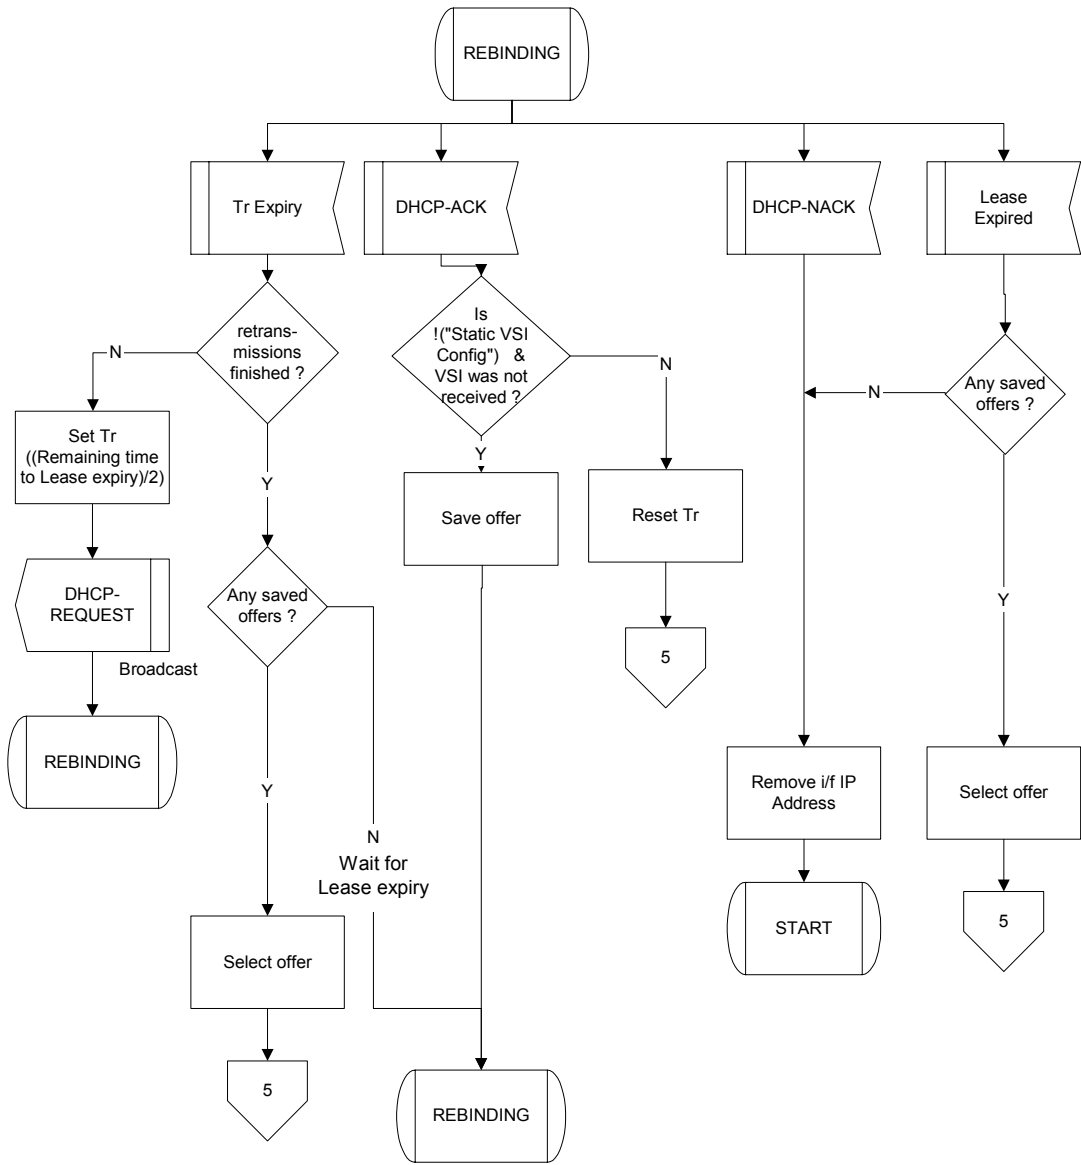 REBINDING
Tr Expiry
DHCP-ACK
DHCP-NACK
Lease
Expired
retrans-
missions
finished ?
N
Is
!("Static VSI
Config") &
VSI was not
received ?
N
Any saved
offers ?
N
Set Tr
((Remaining time
to Lease expiry)/2)
Y
Y
Save offer
Reset Tr
DHCP-
REQUEST
Broadcast
Any saved
offers ?
Y
5
REBINDING
Y
N
Wait for
Lease expiry
Remove i/f IP
Address
Select offer
START
5
Select offer
5
REBINDING